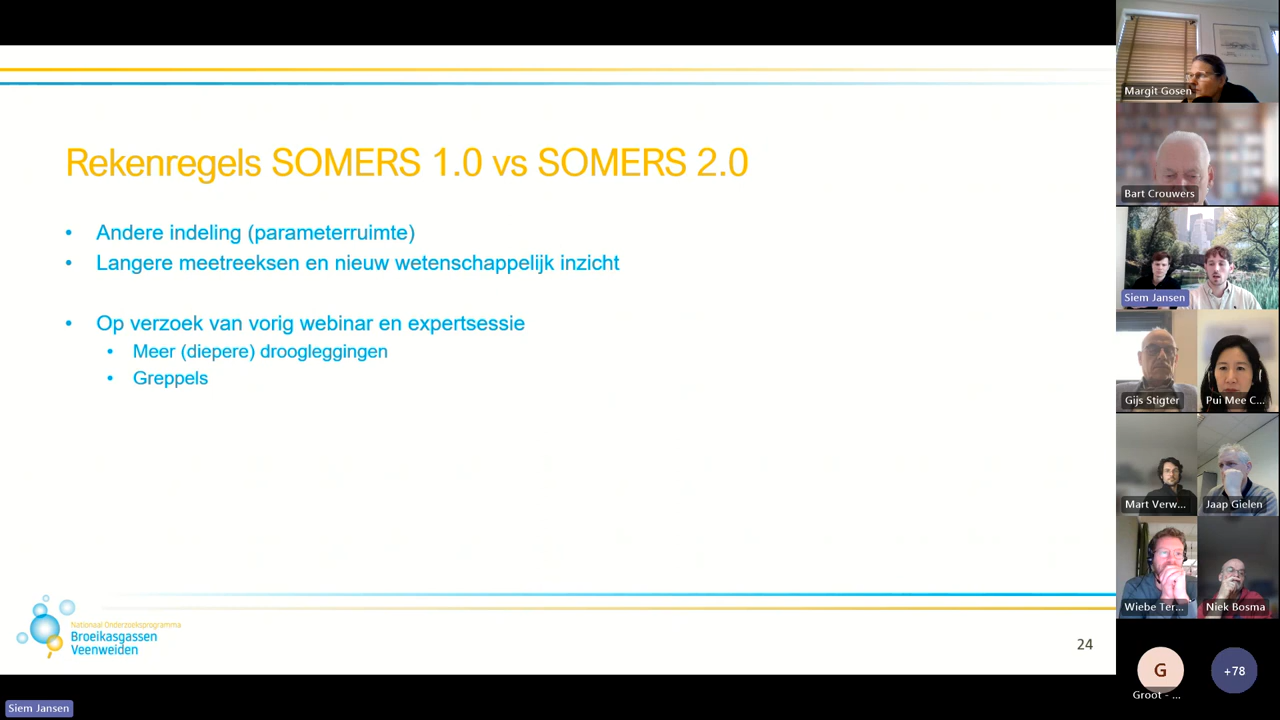 Rekenregels SOMERS 1.0 vs SOMERS 2.0
• Andere indeling (parameterruimte)
• Langere meetreeksen en nieuw wetenschappelijk inzicht
• Op verzoek van vorig webinar en expertsessie
• Meer (diepere) droogleggingen
• Greppels
Nationaal Onderzoeksprogramma
Broeikasgassen
Veenweiden
24
Siem Jansen
Margit Gosen
Bart Crouwers
Siem Jansen
Gijs Stigter
Pui Mee C...
Mart Verw...
Jaap Gielen
Wiebe Ter...
Niek Bosma
G
Groot - ...
+78